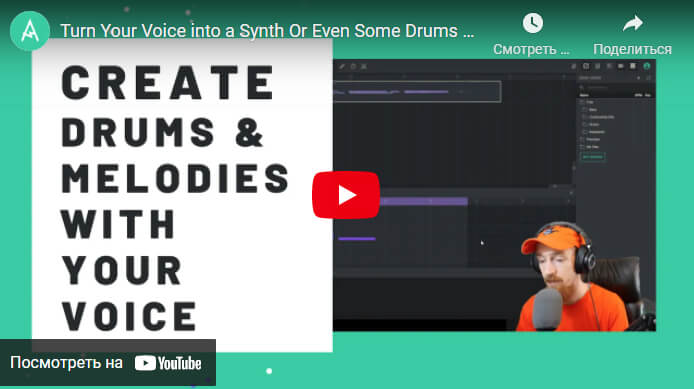 Turn Your Voice into a Synth Or Even Some Drums ...
Смотреть ...
Поделиться
CREATE
DRUMS &
MELODIES
WITH
YOUR
VOICE
Посмотреть на YouTube